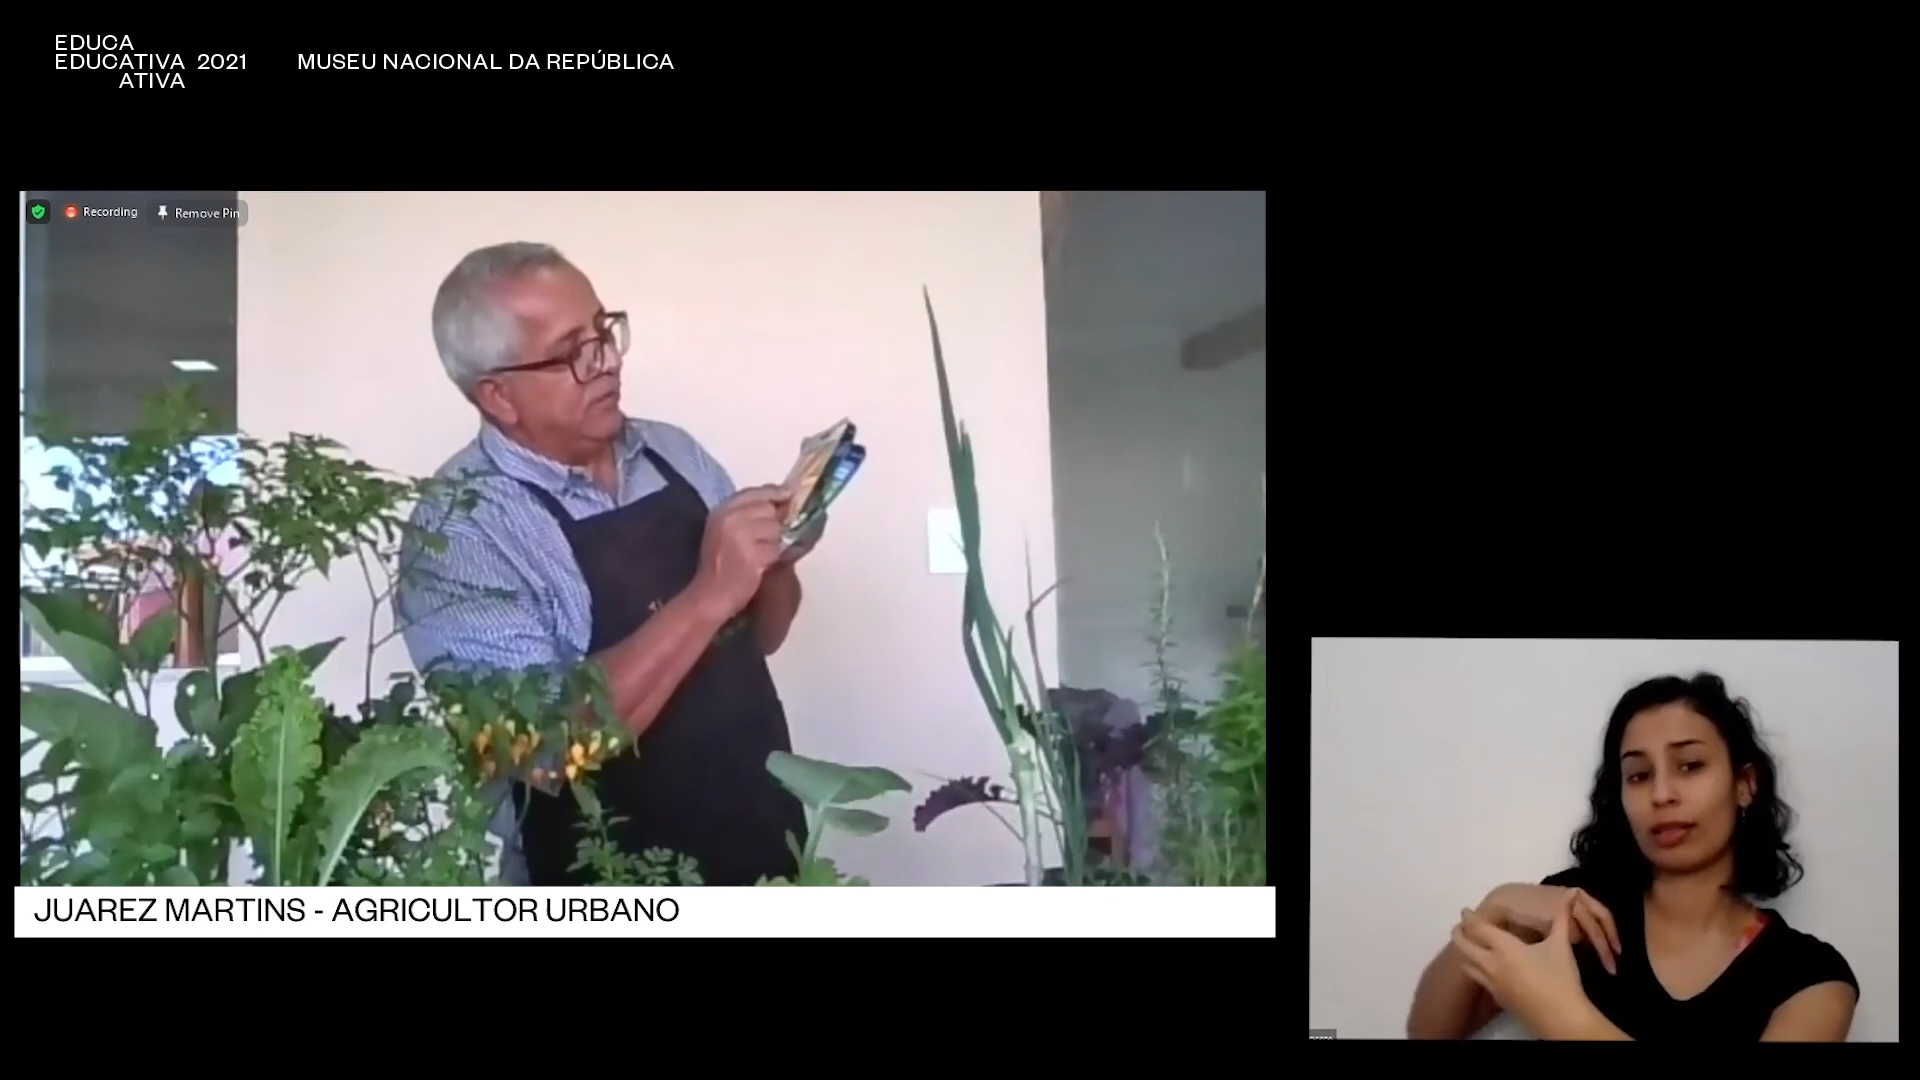 EDUCA
EDUCATIVA 2021
ATIVA
MUSEU NACIONAL DA REPÚBLICA
Recording
Remove Pin
JUAREZ MARTINS - AGRICULTOR URBANO